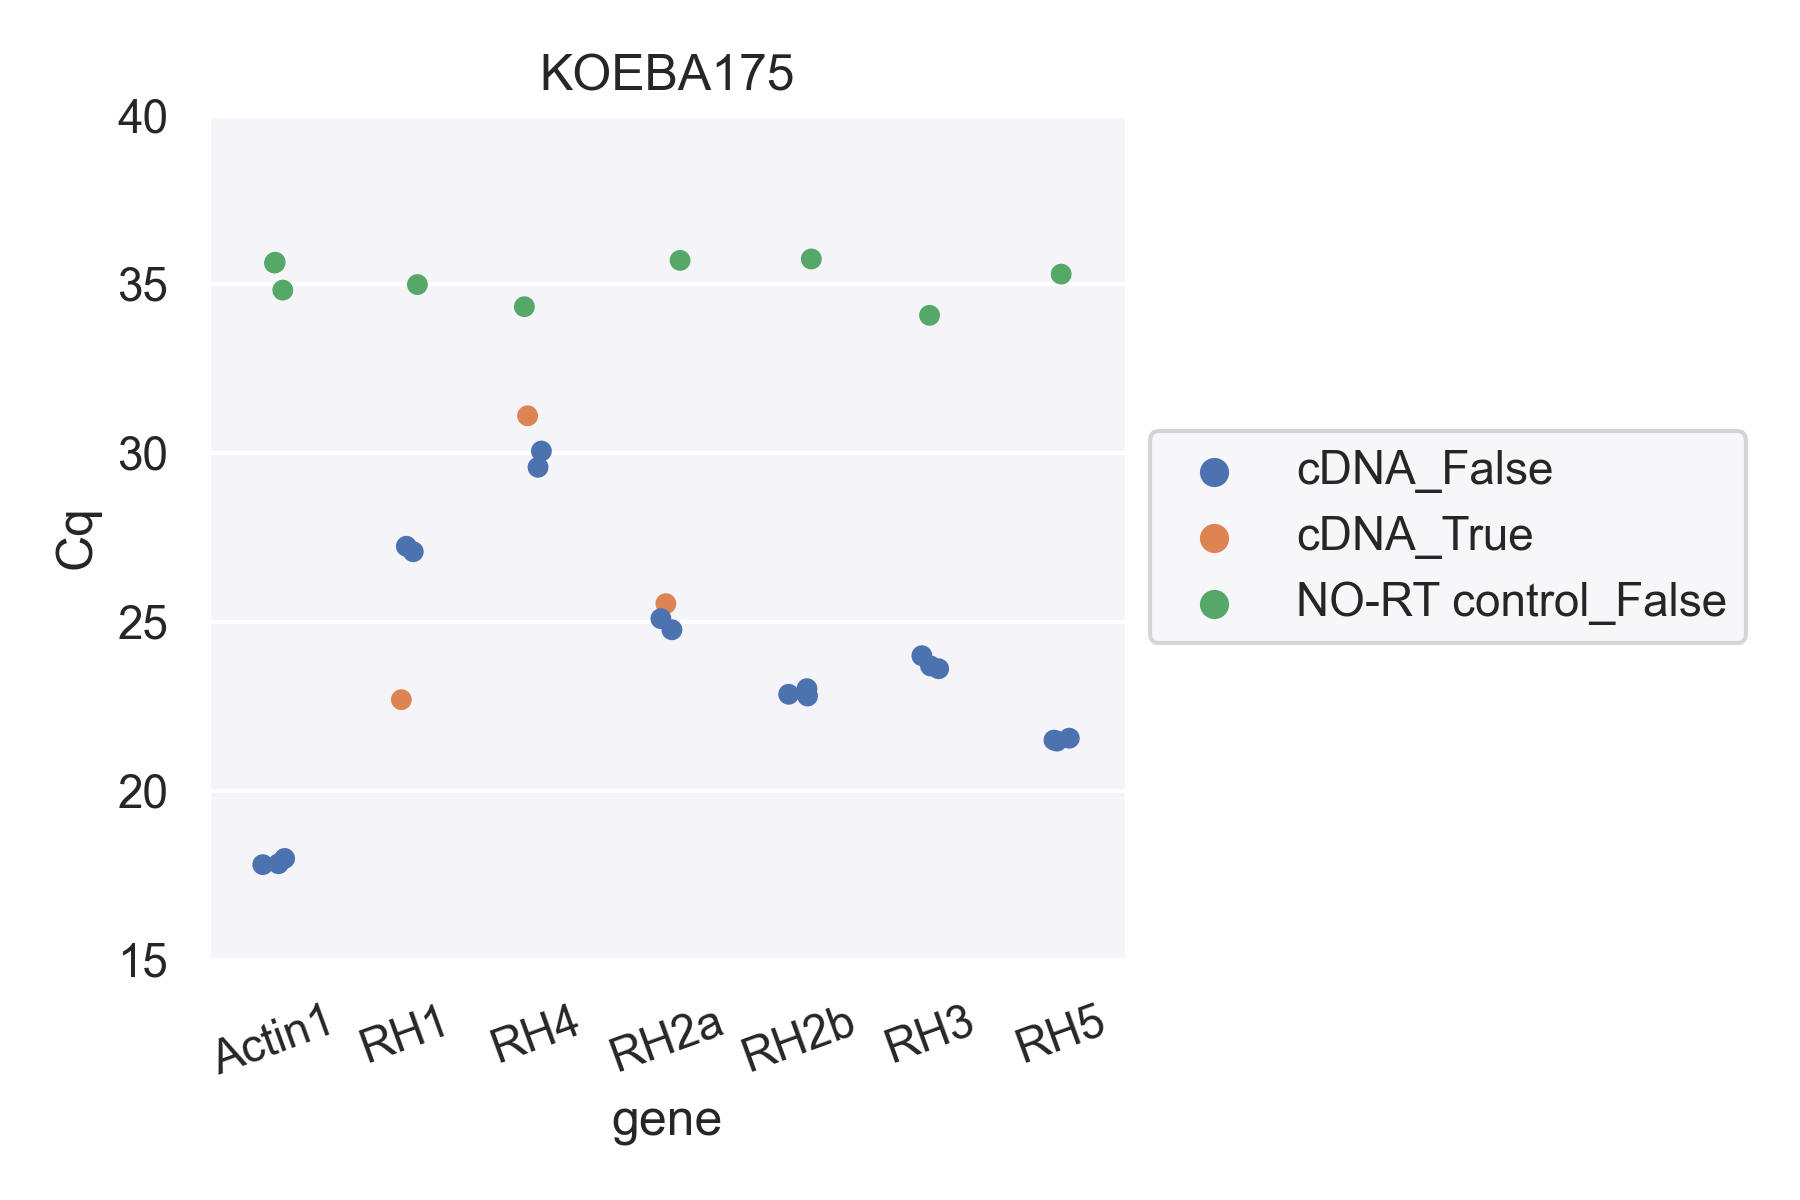 KOEBA175
40
35
30
25
20
15
Cq
Actin1
RH1
RH4
RH2a
RH2b
RH3
RH5
gene
cDNA_False
cDNA_True
NO-RT control_False